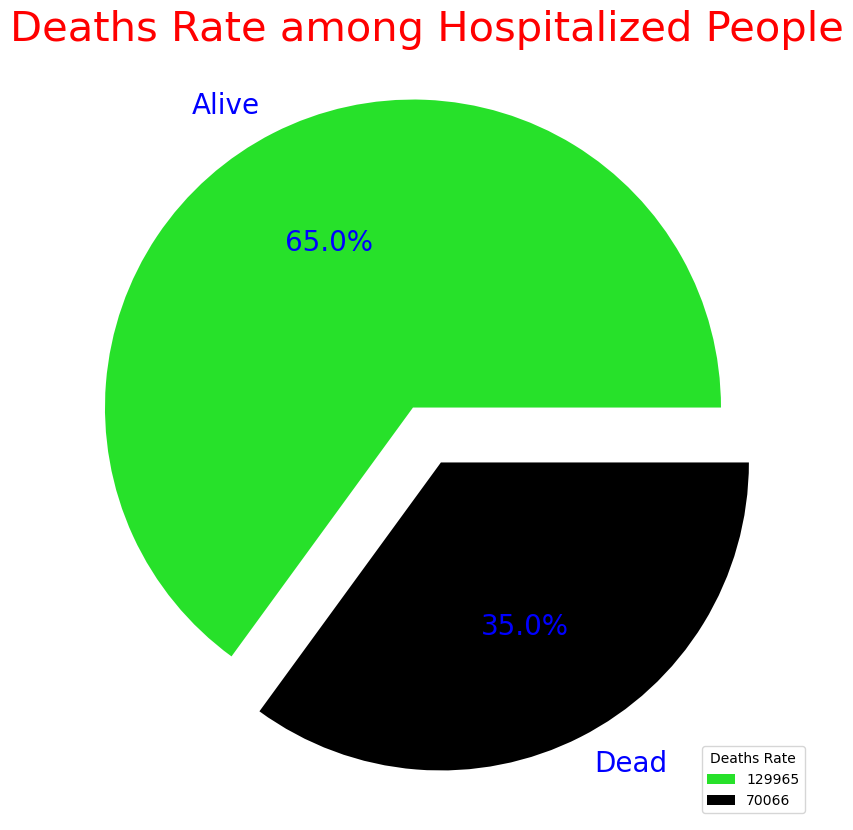 Deaths Rate among Hospitalized People
Alive
65.0%
35.0%
Dead
Deaths Rate
129965
70066